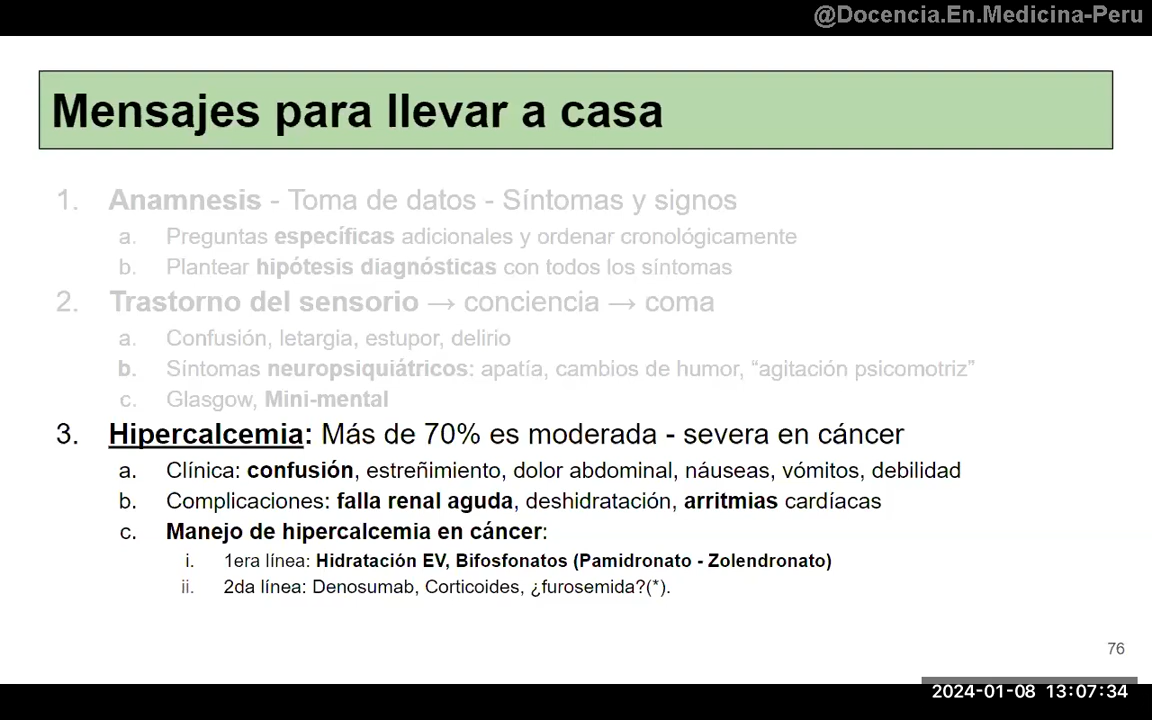 @Docencia.En.Medicina-Peru
Mensajes para llevar a casa
1. Anamnesis - Toma de datos - Síntomas y signos
a. Preguntas específicas adicionales y ordenar cronológicamente
b. Plantear hipótesis diagnósticas con todos los síntomas
2. Trastorno del sensorio → conciencia → coma
a. Confusión, letargia, estupor, delirio
b. Síntomas neuropsiquiátricos: apatía, cambios de humor, “agitación psicomotriz”
c. Glasgow, Mini-mental
3. Hipercalcemia: Más de 70% es moderada - severa en cáncer
a. Clínica: confusión, estreñimiento, dolor abdominal, náuseas, vómitos, debilidad
b. Complicaciones: falla renal aguda, deshidratación, arritmias cardíacas
c. Manejo de hipercalcemia en cáncer:
i. 1era línea: Hidratación EV, Bifosfonatos (Pamidronato - Zolendronato)
ii. 2da línea: Denosumab, Corticoides, ¿furosemida?(*).
76
2024-01-08 13:07:34